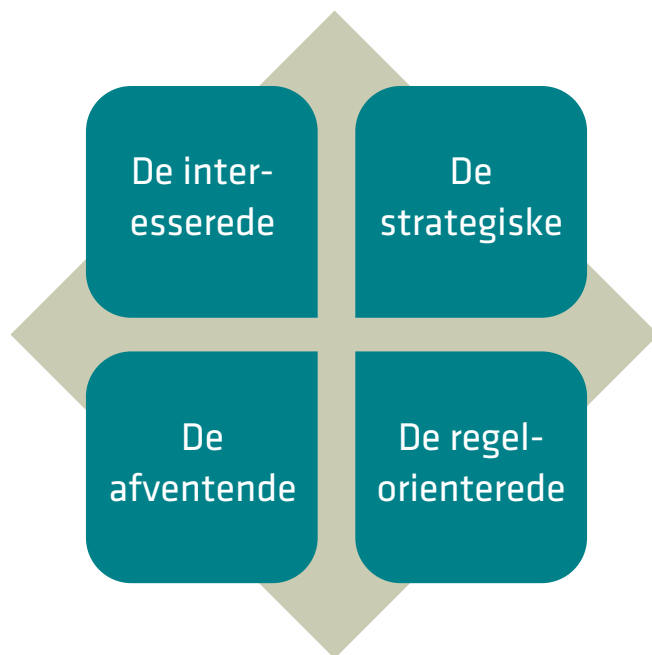 De inter-
esserede
De
strategiske
De
afventende
De regel-
orienterede